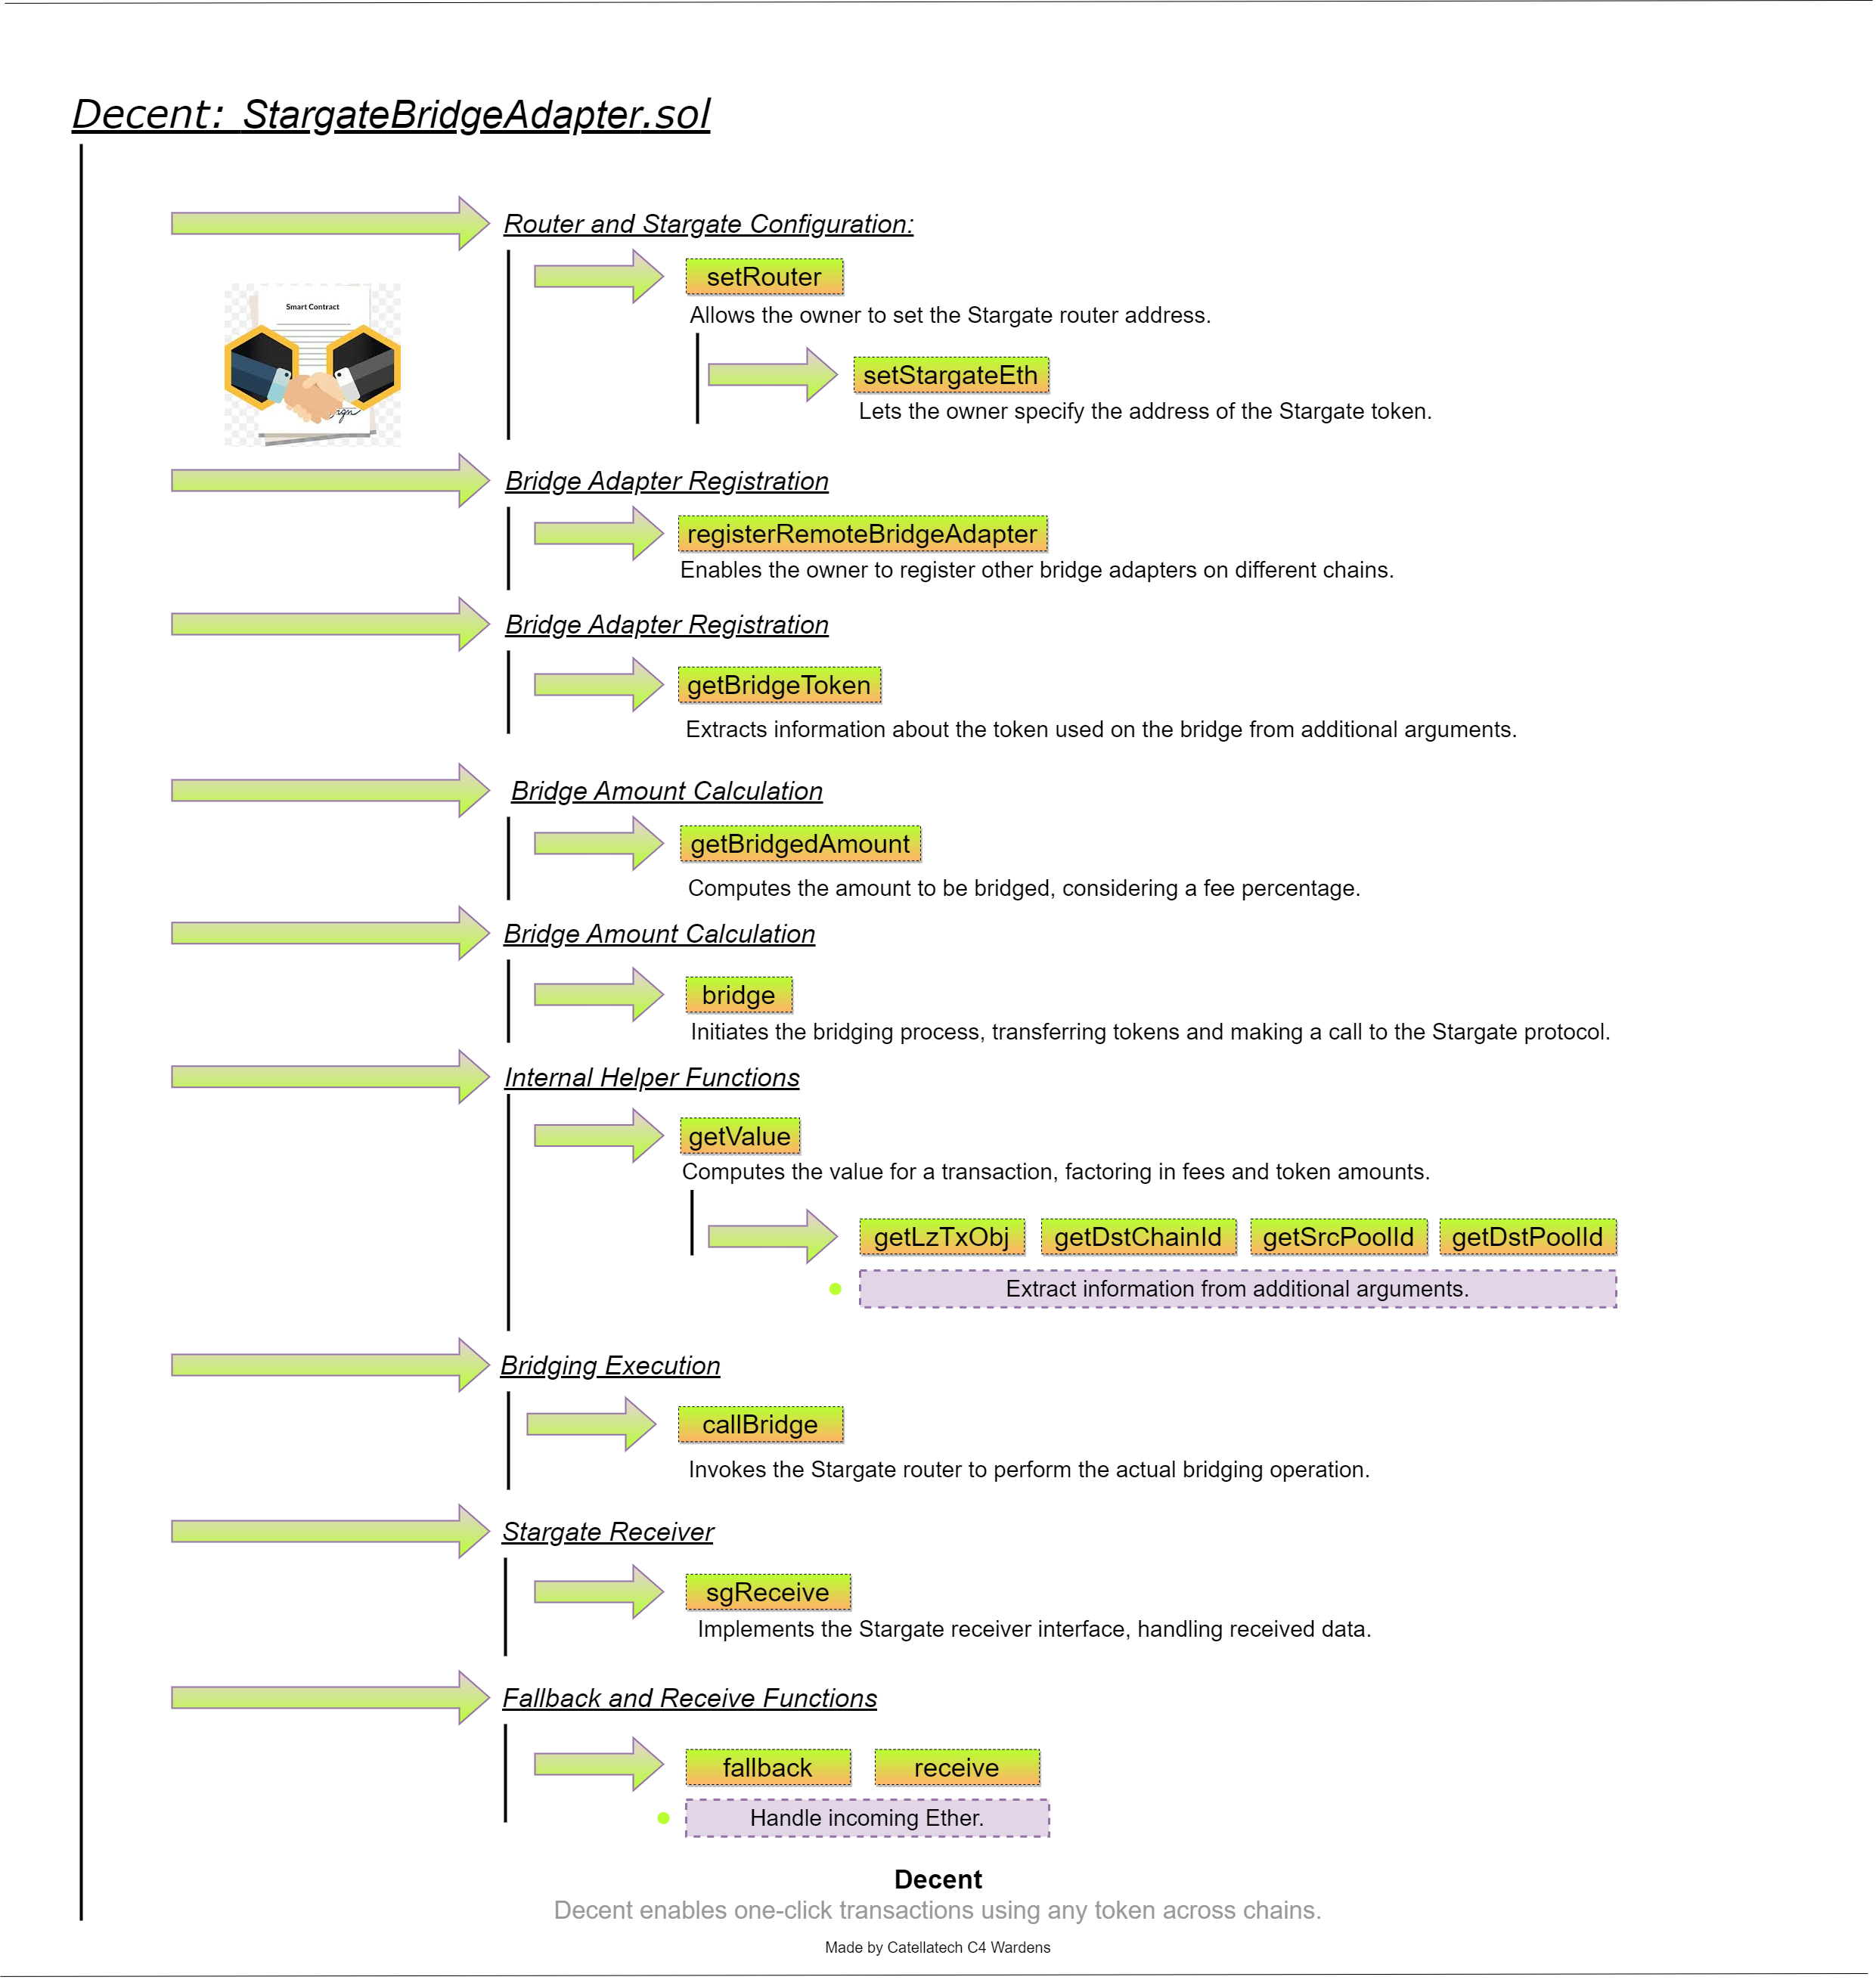 Decent: StargateBridgeAdapter.sol
Router and Stargate Configuration:
setRouter
Allows the owner to set the Stargate router address.
Smart Contract
setStargateEth
Lets the owner specify the address of the Stargate token.
Bridge Adapter Registration
registerRemoteBridgeAdapter
Enables the owner to register other bridge adapters on different chains.
Bridge Adapter Registration
getBridgeToken
Extracts information about the token used on the bridge from additional arguments.
Bridge Amount Calculation
getBridgedAmount
Computes the amount to be bridged, considering a fee percentage.
Bridge Amount Calculation
bridge
Initiates the bridging process, transferring tokens and making a call to the Stargate protocol.
Internal Helper Functions
getValue
Computes the value for a transaction, factoring in fees and token amounts.
getLzTxObj getDstChainId getSrcPoolId getDstPoolId
Extract information from additional arguments.
Bridging Execution
callBridge
Invokes the Stargate router to perform the actual bridging operation.
Stargate Receiver
sgReceive
Implements the Stargate receiver interface, handling received data.
Fallback and Receive Functions
fallback receive
Handle incoming Ether.
Decent
Decent enables one-click transactions using any token across chains.
Made by Catellatech C4 Wardens